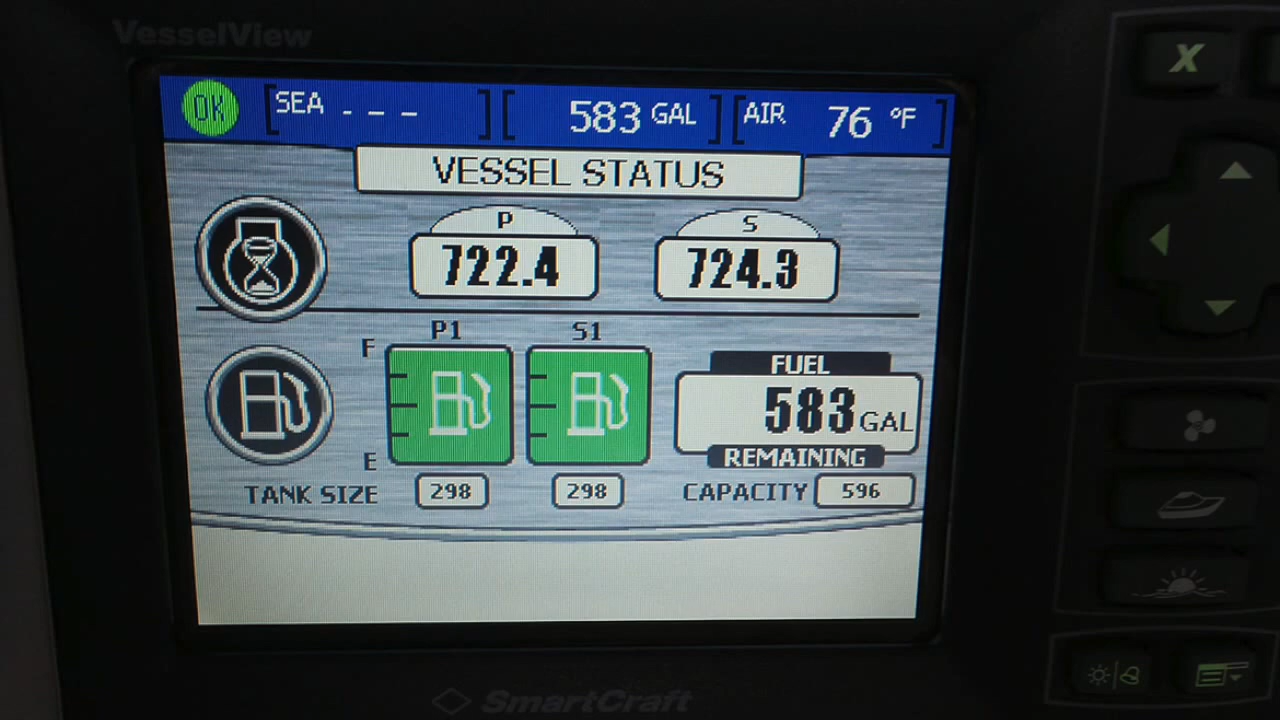 VesselView
OK SEA - - - 583 GAL AIR 76 °F
VESSEL STATUS
P S
722.4 724.3
P1 S1
F
FUEL
583 GAL
E
REMAINING
TANK SIZE 298 298 CAPACITY 596
SmartCraft
X